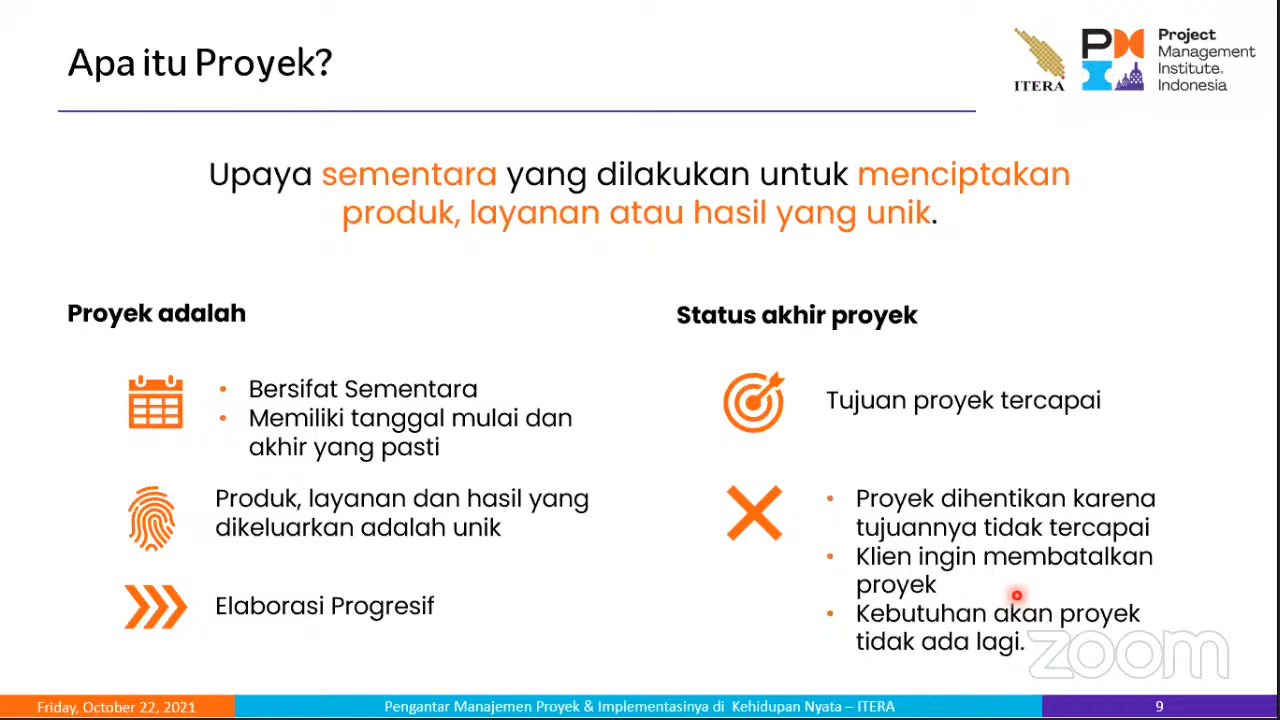 Apa itu Proyek?
ITERA
PMI
Project
Management
Institute.
Indonesia
Upaya sementara yang dilakukan untuk menciptakan
produk, layanan atau hasil yang unik.
Proyek adalah
• Bersifat Sementara
• Memiliki tanggal mulai dan
akhir yang pasti
Produk, layanan dan hasil yang
dikeluarkan adalah unik
Elaborasi Progresif
Status akhir proyek
Tujuan proyek tercapai
• Proyek dihentikan karena
tujuannya tidak tercapai
• Klien ingin membatalkan
proyek
• Kebutuhan akan proyek
tidak ada lagi.
zoom
Friday, October 22, 2021
Pengantar Manajemen Proyek & Implementasinya di Kehidupan Nyata – ITERA
9